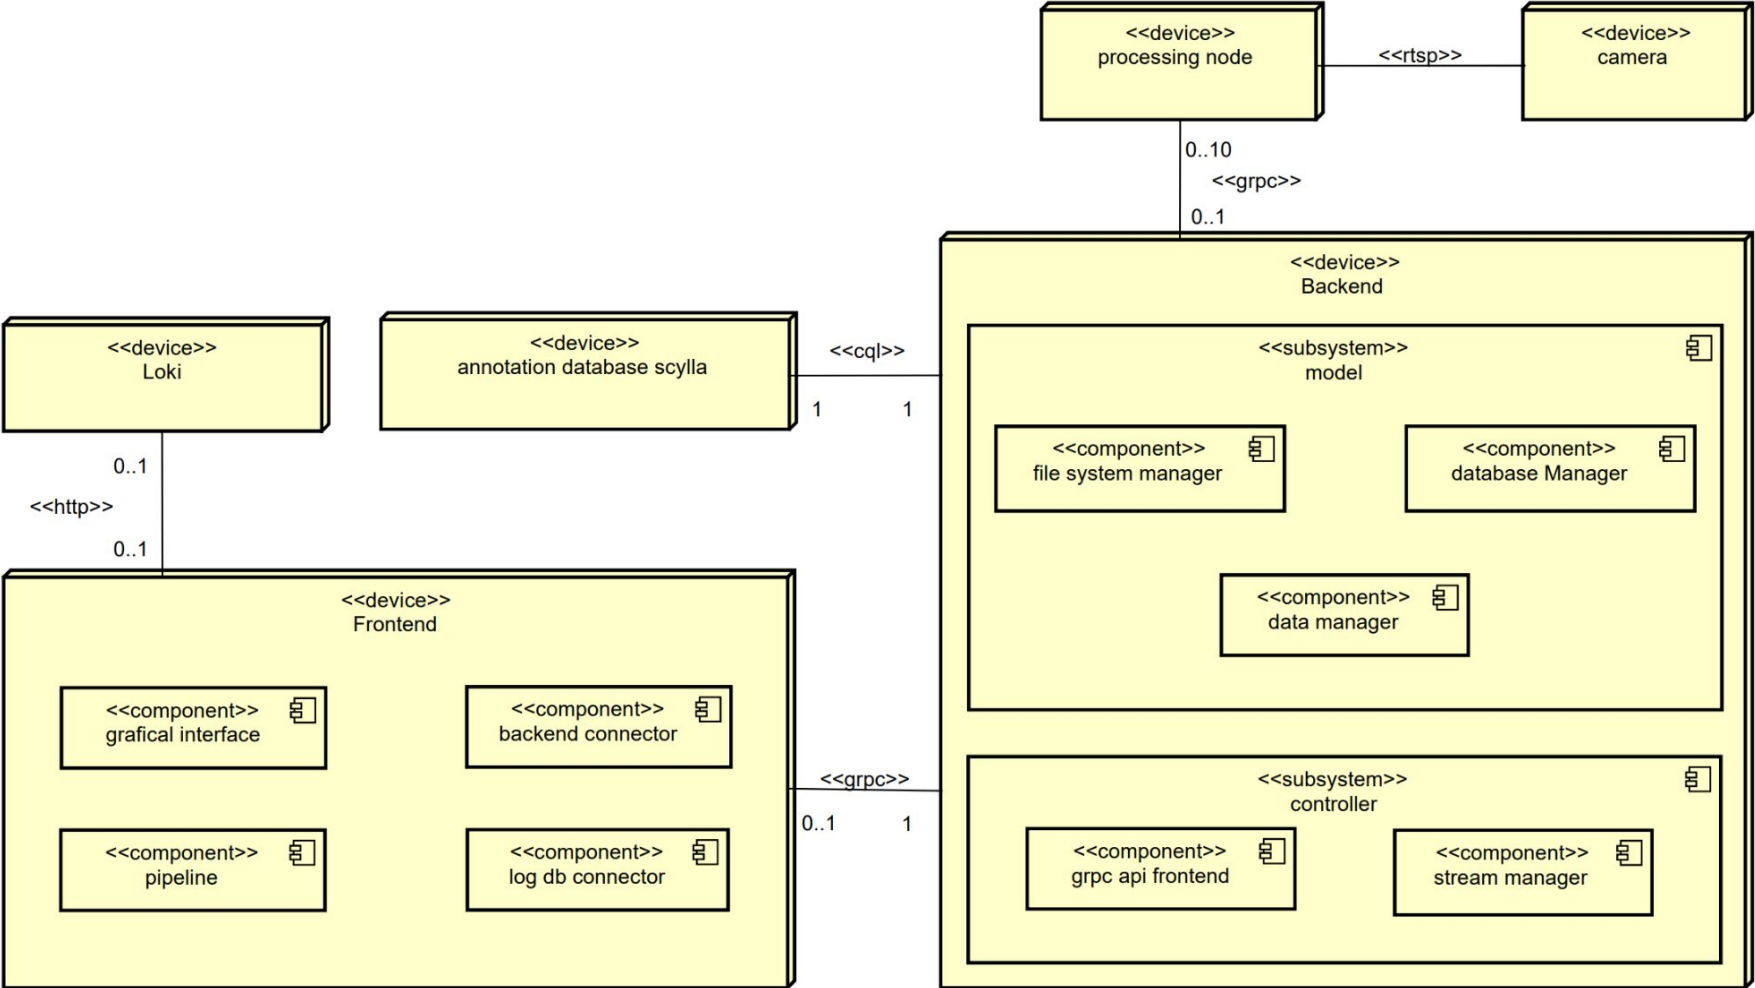 <<device>>
processing node
<<rtsp>>
<<device>>
camera
0..10
<<grpc>>
0..1
<<device>>
Loki
<<device>>
annotation database scylla
<<cql>>
1
1
0..1
<<http>>
0..1
<<device>>
Frontend
<<component>>
grafical interface
<<component>>
backend connector
<<component>>
pipeline
<<component>>
log db connector
<<grpc>>
0..1
1
<<device>>
Backend
<<subsystem>>
model
<<component>>
file system manager
<<component>>
database Manager
<<component>>
data manager
<<subsystem>>
controller
<<component>>
grpc api frontend
<<component>>
stream manager